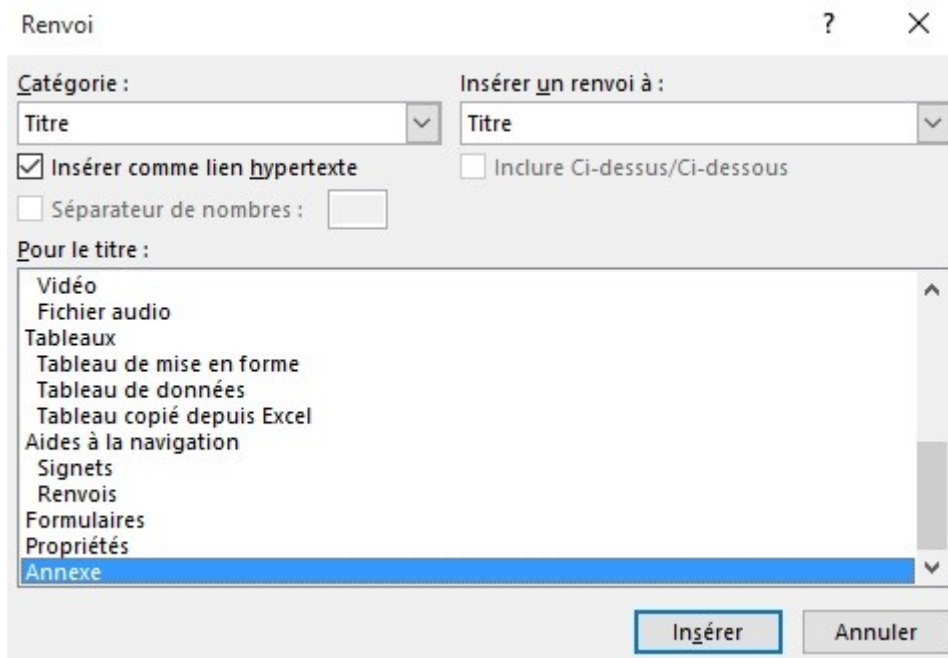 Renvoi ?
Catégorie : Insérer un renvoi à :
Titre Titre
Insérer comme lien hypertexte Inclure Ci-dessus/Ci-dessous
Séparateur de nombres :
Pour le titre :
Vidéo
Fichier audio
Tableaux
Tableau de mise en forme
Tableau de données
Tableau copié depuis Excel
Aides à la navigation
Signets
Renvois
Formulaires
Propriétés
Annexe
Insérer Annuler